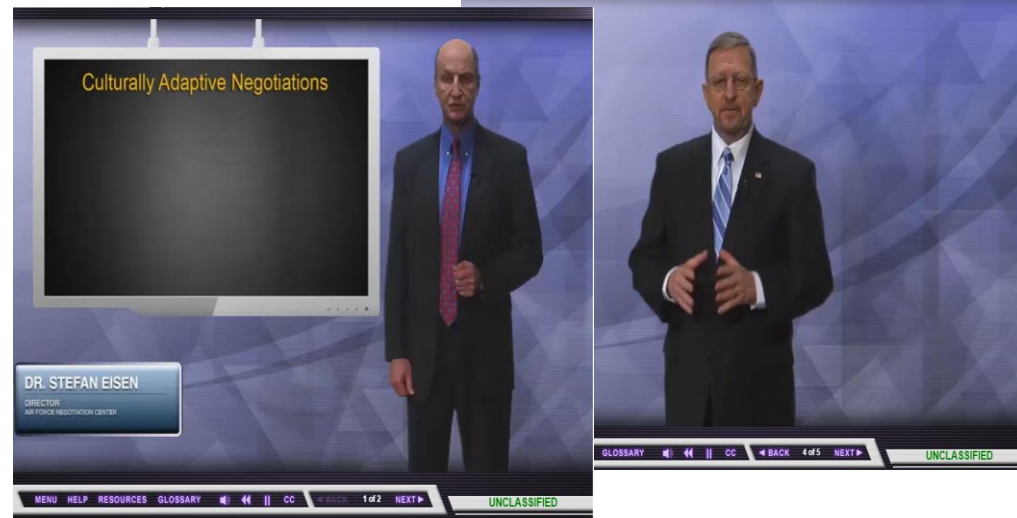 Culturally Adaptive Negotiations
DR. STEFAN EISEN
DIRECTOR
AIR FORCE NEGOTIATION CENTER
MENU HELP RESOURCES GLOSSARY CC BACK 1 of 2 NEXT
UNCLASSIFIED
GLOSSARY CC BACK 4 of 5 NEXT
UNCLASSIFIED